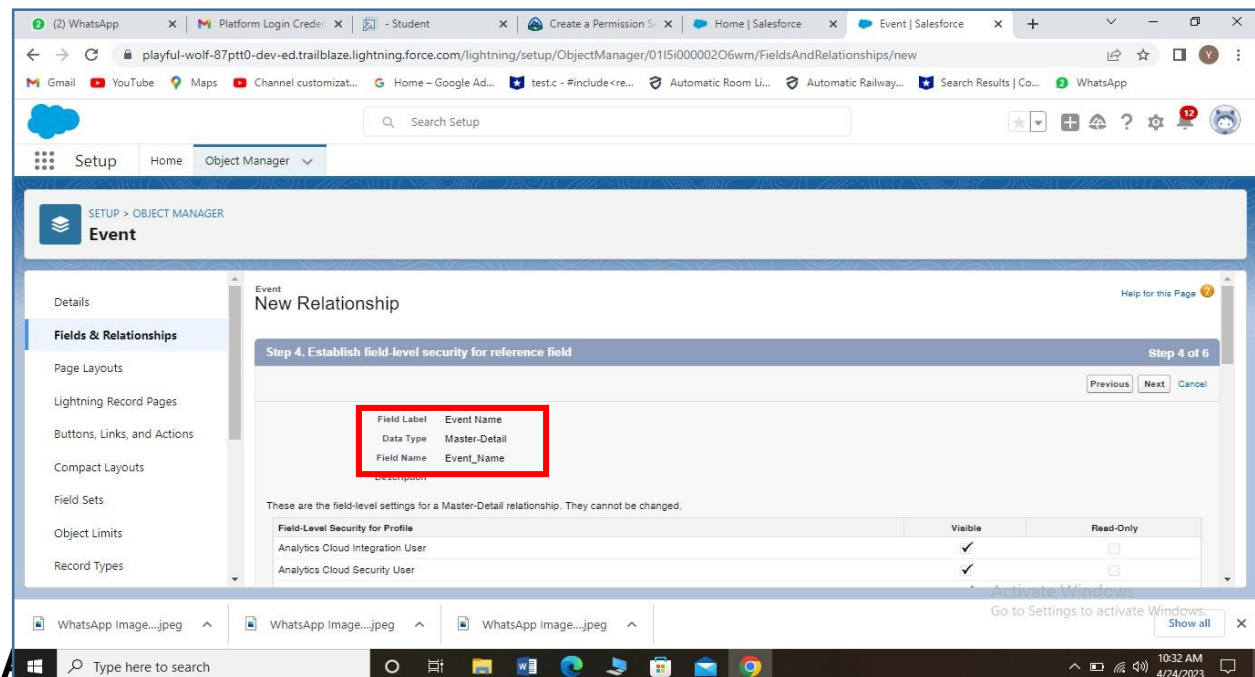 (2) WhatsApp
Platform Login Creder
- Student
Create a Permission S
Home | Salesforce
Event | Salesforce
playful-wolf-87ptt0-dev-ed.trailblaze.lightning.force.com/lightning/setup/ObjectManager/01I5i000002O6wm/FieldsAndRelationships/new
Y
Gmail
YouTube
Maps
Channel customizat...
Home – Google Ad...
test.c - #include<re...
Automatic Room Li...
Automatic Railway...
Search Results | Co...
WhatsApp
Search Setup
12
Setup
Home
Object Manager
SETUP > OBJECT MANAGER
Event
Details
Fields & Relationships
Page Layouts
Lightning Record Pages
Buttons, Links, and Actions
Compact Layouts
Field Sets
Object Limits
Record Types
Event
New Relationship
Help for this Page
Step 4. Establish field-level security for reference field
Step 4 of 6
Previous Next Cancel
Field Label Event Name
Data Type Master-Detail
Field Name Event_Name
Description
These are the field-level settings for a Master-Detail relationship. They cannot be changed.
Field-Level Security for Profile Visible Read-Only
Analytics Cloud Integration User
Analytics Cloud Security User
Activate Windows
Go to Settings to activate Windows.
WhatsApp Image....jpeg
WhatsApp Image....jpeg
WhatsApp Image....jpeg
Show all
Type here to search
10:32 AM
4/24/2023